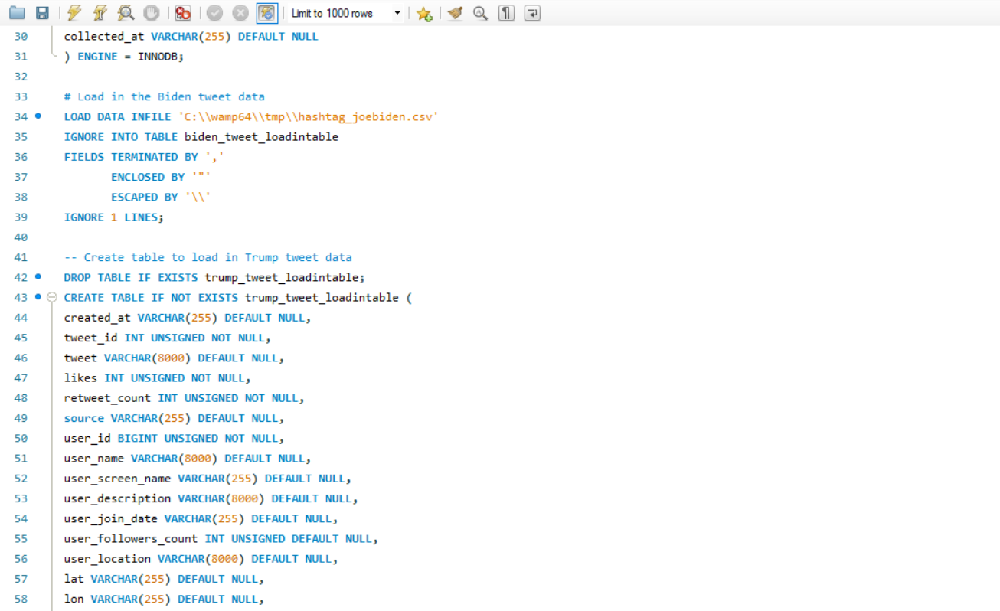 Limit to 1000 rows
30 collected_at VARCHAR(255) DEFAULT NULL
31 ) ENGINE = INNODB;
32
33 # Load in the Biden tweet data
34 LOAD DATA INFILE 'C:\\wamp64\\tmp\\hashtag_joebiden.csv'
35 IGNORE INTO TABLE biden_tweet_loadintable
36 FIELDS TERMINATED BY ','
37 ENCLOSED BY '"'
38 ESCAPED BY '\\'
39 IGNORE 1 LINES;
40
41 -- Create table to load in Trump tweet data
42 DROP TABLE IF EXISTS trump_tweet_loadintable;
43 CREATE TABLE IF NOT EXISTS trump_tweet_loadintable (
44 created_at VARCHAR(255) DEFAULT NULL,
45 tweet_id INT UNSIGNED NOT NULL,
46 tweet VARCHAR(8000) DEFAULT NULL,
47 likes INT UNSIGNED NOT NULL,
48 retweet_count INT UNSIGNED NOT NULL,
49 source VARCHAR(255) DEFAULT NULL,
50 user_id BIGINT UNSIGNED NOT NULL,
51 user_name VARCHAR(8000) DEFAULT NULL,
52 user_screen_name VARCHAR(255) DEFAULT NULL,
53 user_description VARCHAR(8000) DEFAULT NULL,
54 user_join_date VARCHAR(255) DEFAULT NULL,
55 user_followers_count INT UNSIGNED DEFAULT NULL,
56 user_location VARCHAR(8000) DEFAULT NULL,
57 lat VARCHAR(255) DEFAULT NULL,
58 lon VARCHAR(255) DEFAULT NULL,